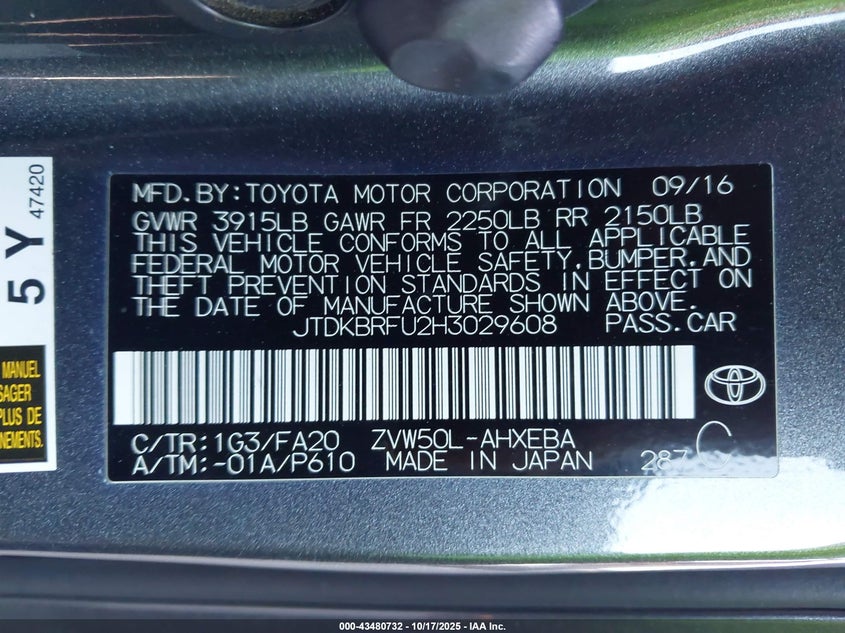 MFD.BY:TOYOTA MOTOR CORPORATION 09/16
GVWR 3915LB GAWR FR 2250LB RR 2150LB
THIS VEHICLE CONFORMS TO ALL APPLICABLE
FEDERAL MOTOR VEHICLE SAFETY,BUMPER,AND
THEFT PREVENTION STANDARDS IN EFFECT ON
THE DATE OF MANUFACTURE SHOWN ABOVE.
JTDKBRFU2H3029608 PASS.CAR
C/TR:1G3/FA20 ZVW50L-AHXEBA
A/TM:-01A/P610 MADE IN JAPAN 287 C
5 Y
47420
MANUEL
SAGER
PLUS DE
NEMENTS.
000-43480732 - 10/17/2025 - IAA Inc.